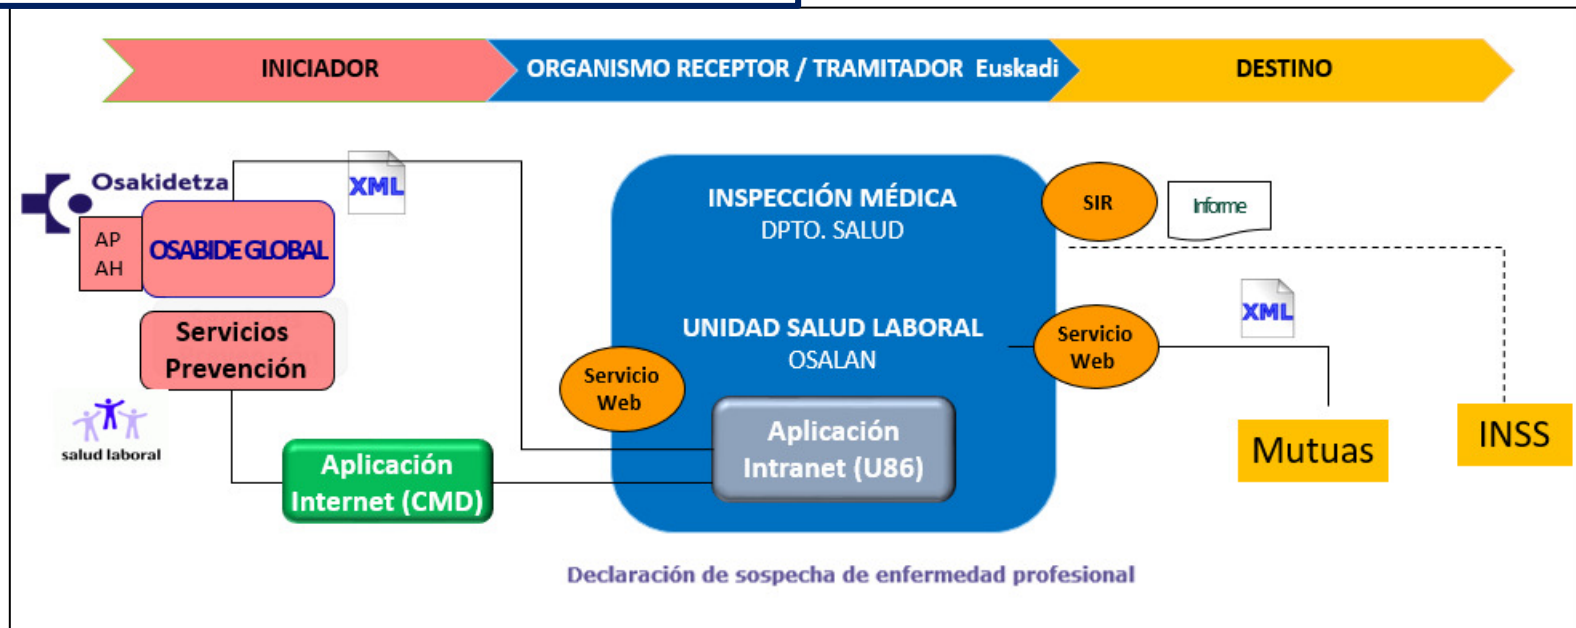 INICIADOR
ORGANISMO RECEPTOR / TRAMITADOR Euskadi
DESTINO
Osakidetza
XML
AP
AH
OSABIDE GLOBAL
Servicios
Prevención
salud laboral
Aplicación
Internet (CMD)
Servicio
Web
INSPECCIÓN MÉDICA
DPTO. SALUD
UNIDAD SALUD LABORAL
OSALAN
Aplicación
Intranet (U86)
SIR
Informe
Servicio
Web
XML
Mutuas
INSS
Declaración de sospecha de enfermedad profesional